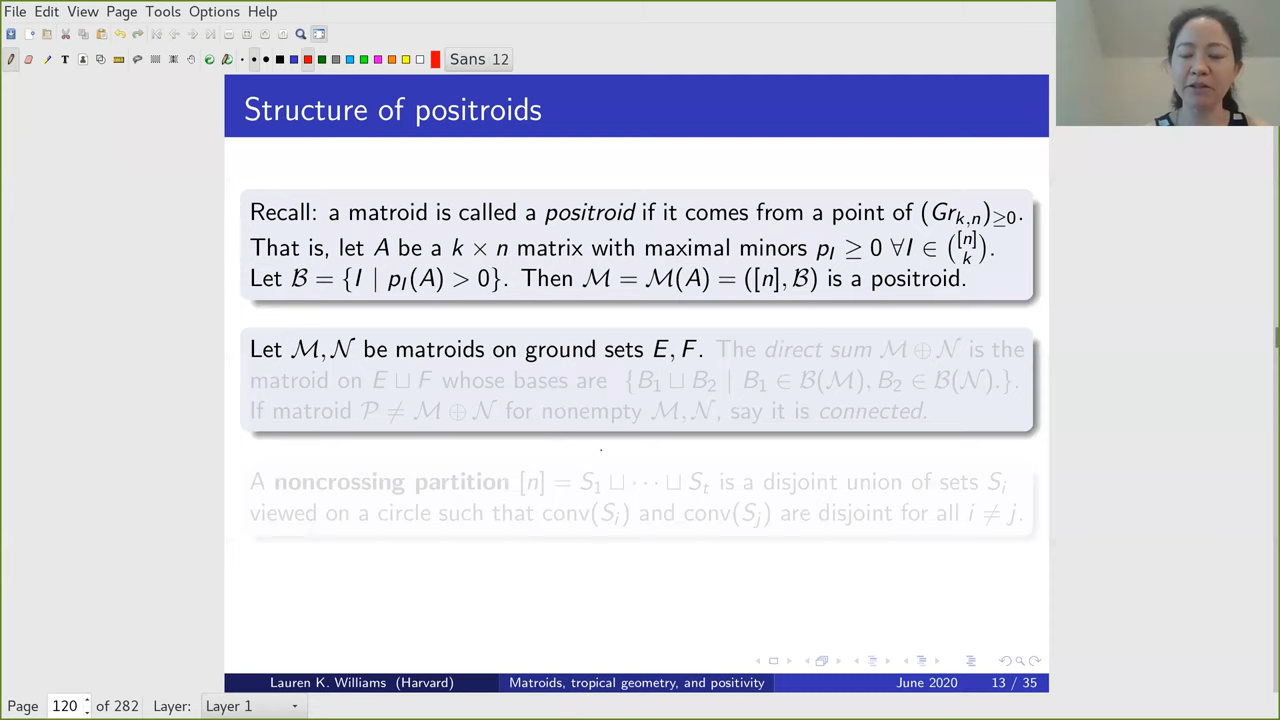 File Edit View Page Tools Options Help
Sans 12
Structure of positroids
Recall: a matroid is called a positroid if it comes from a point of (Gr_{k,n})_{≥0}.
That is, let A be a k × n matrix with maximal minors p_I ≥ 0 ∀I ∈ \binom{[n]}{k}.
Let ℬ = {I | p_I(A) > 0}. Then ℳ = ℳ(A) = ([n], ℬ) is a positroid.
Let ℳ, 𝒩 be matroids on ground sets E, F. The direct sum ℳ ⊕ 𝒩 is the
matroid on E ⊔ F whose bases are {B_1 ⊔ B_2 | B_1 ∈ ℬ(ℳ), B_2 ∈ ℬ(𝒩).}.
If matroid 𝒫 ≠ ℳ ⊕ 𝒩 for nonempty ℳ, 𝒩, say it is connected.
A noncrossing partition [n] = S_1 ⊔ ··· ⊔ S_t is a disjoint union of sets S_i
viewed on a circle such that conv(S_i) and conv(S_j) are disjoint for all i ≠ j.
Lauren K. Williams (Harvard) Matroids, tropical geometry, and positivity June 2020 13 / 35
Page 120 of 282 Layer: Layer 1